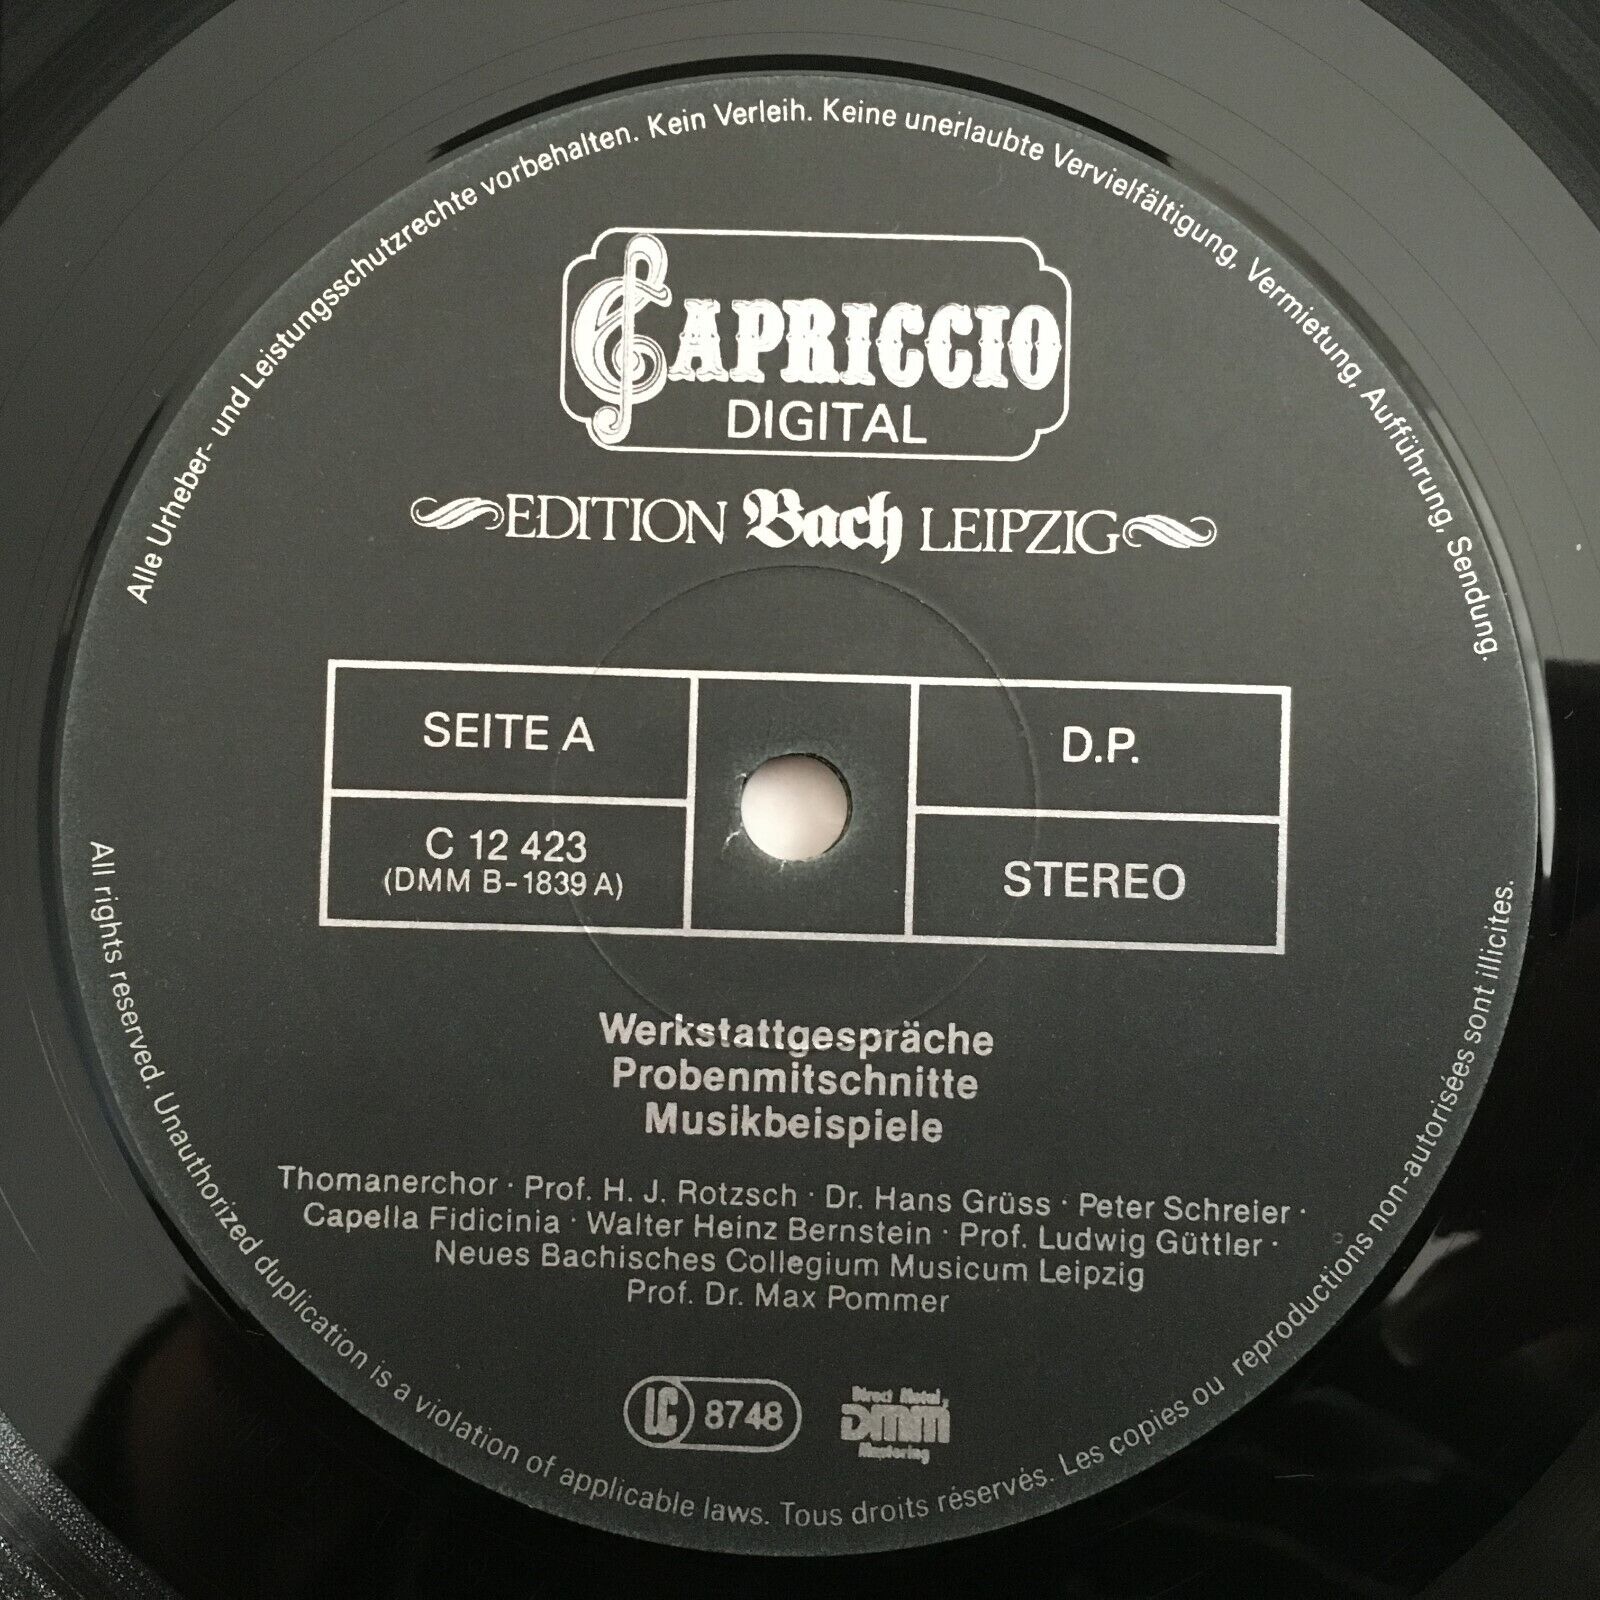 Alle Urheber- und Leistungsschutzrechte vorbehalten. Kein Verleih. Keine unerlaubte Vervielfältigung, Vermietung, Aufführung, Sendung.
CAPRICCIO
DIGITAL
EDITION Bach LEIPZIG
SEITE A
D.P.
C 12 423
(DMM B-1839 A)
STEREO
Werkstattgespräche
Probenmitschnitte
Musikbeispiele
Thomanerchor · Prof. H. J. Rotzsch · Dr. Hans Grüss · Peter Schreier ·
Capella Fidicinia · Walter Heinz Bernstein · Prof. Ludwig Güttler ·
Neues Bachisches Collegium Musicum Leipzig
Prof. Dr. Max Pommer
LC 8748
Direct Metal
DMM
Mastering
All rights reserved. Unauthorized duplication is a violation of applicable laws. Tous droits réservés. Les copies ou reproductions non-autorisées sont illicites.